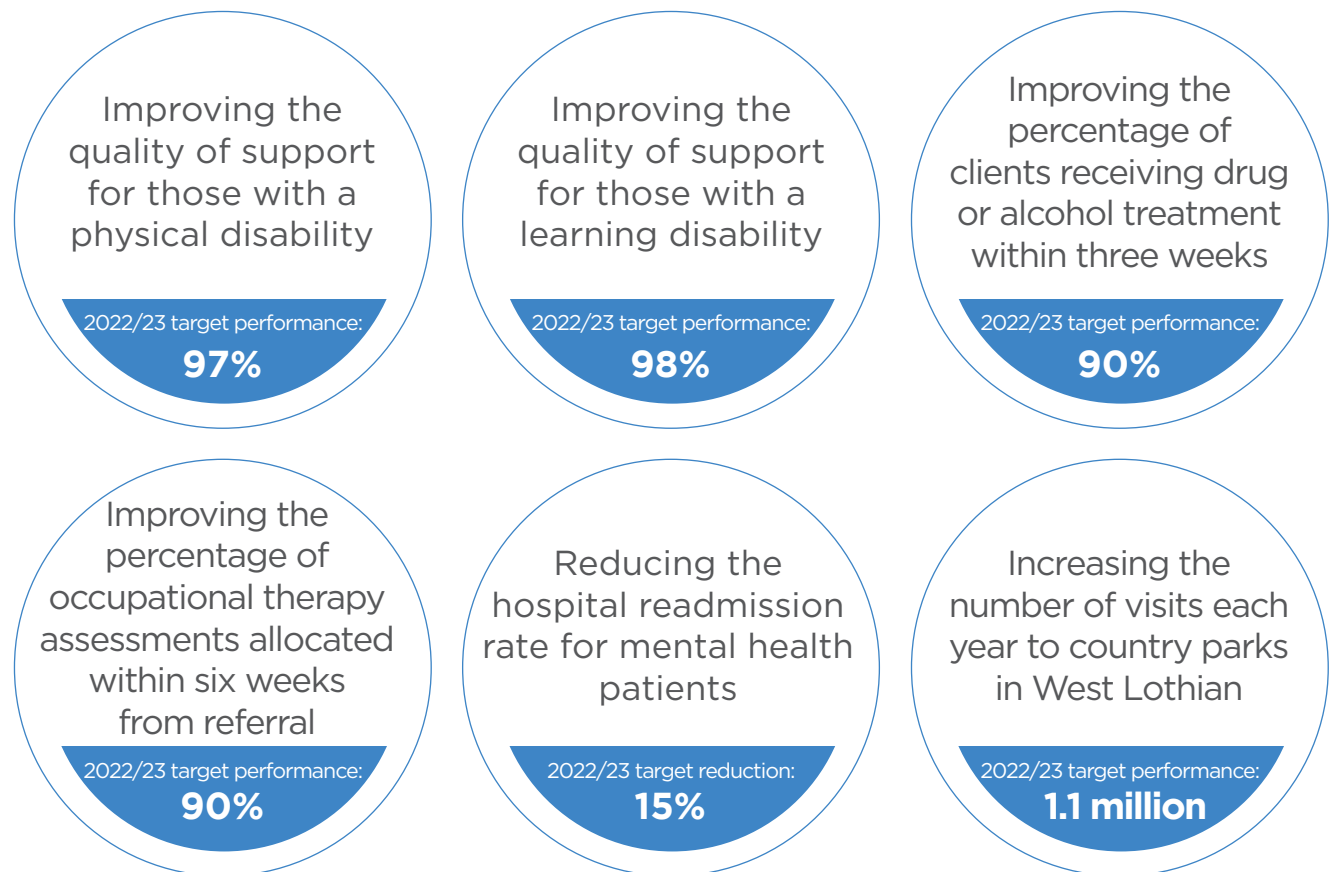 Improving the
quality of support
for those with a
physical disability
2022/23 target performance:
97%
Improving the
quality of support
for those with a
learning disability
2022/23 target performance:
98%
Improving the
percentage of
clients receiving drug
or alcohol treatment
within three weeks
2022/23 target performance:
90%
Improving the
percentage of
occupational therapy
assessments allocated
within six weeks
from referral
2022/23 target performance:
90%
Reducing the
hospital readmission
rate for mental health
patients
2022/23 target reduction:
15%
Increasing the
number of visits each
year to country parks
in West Lothian
2022/23 target performance:
1.1 million